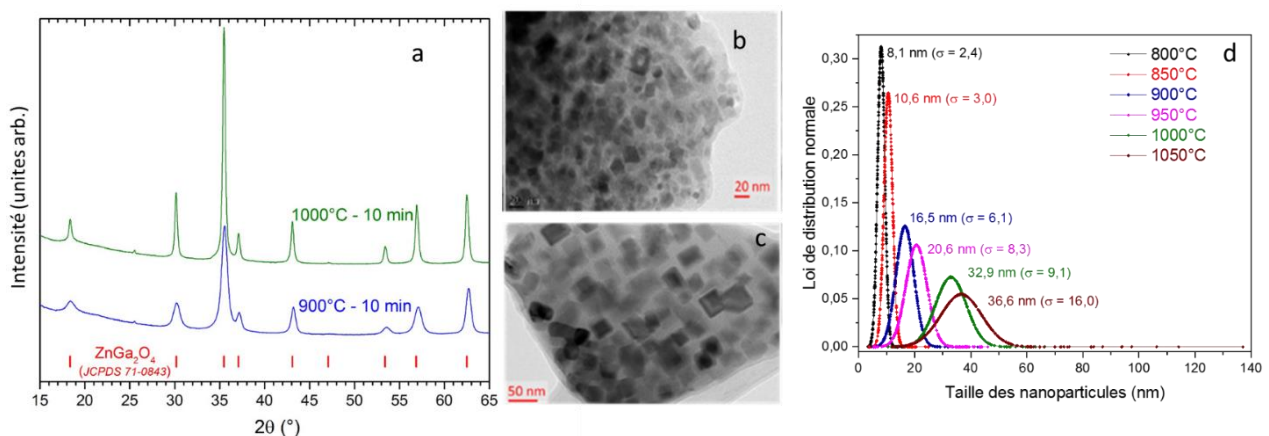 a
Intensité (unites arb.)
1000°C - 10 min
900°C - 10 min
ZnGa₂O₄
(JCPDS 71-0843)
15 20 25 30 35 40 45 50 55 60 65
2θ (°)
b
20 nm
c
50 nm
d
Loi de distribution normale
0,30
0,25
0,20
0,15
0,10
0,05
0,00
8,1 nm (σ = 2,4)
10,6 nm (σ = 3,0)
16,5 nm (σ = 6,1)
20,6 nm (σ = 8,3)
32,9 nm (σ = 9,1)
36,6 nm (σ = 16,0)
800°C
850°C
900°C
950°C
1000°C
1050°C
0 20 40 60 80 100 120 140
Taille des nanoparticules (nm)